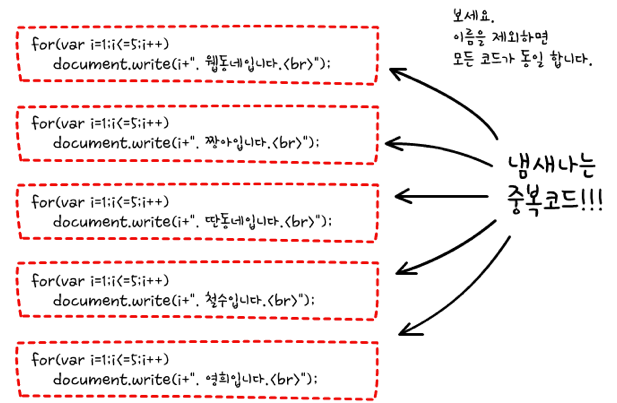 for(var i=1;i<=5;i++)
document.write(i+". 웹동네입니다.<br>");
for(var i=1;i<=5;i++)
document.write(i+". 짱아입니다.<br>");
for(var i=1;i<=5;i++)
document.write(i+". 딴동네입니다.<br>");
for(var i=1;i<=5;i++)
document.write(i+". 철수입니다.<br>");
for(var i=1;i<=5;i++)
document.write(i+". 영희입니다.<br>");
보세요.
이름을 제외하면
모든 코드가 동일 합니다.
냄새나는
중복코드!!!